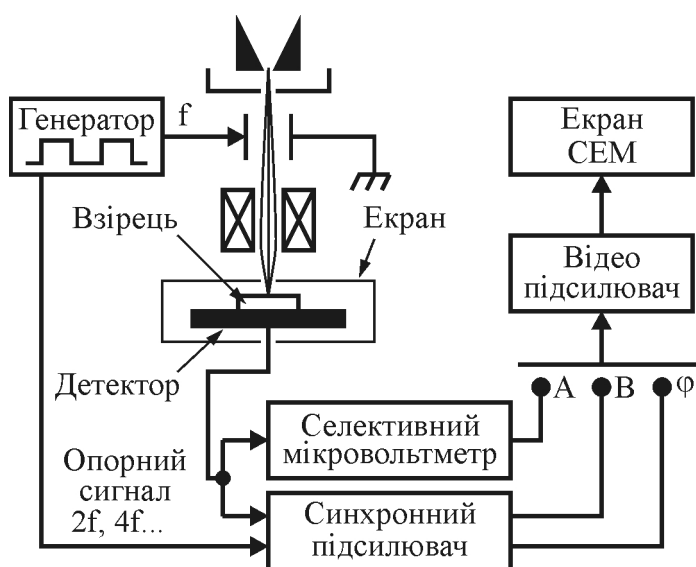 Генератор
f
Екран
СЕМ
Взірець
Екран
Відео
підсилювач
Детектор
A
B
φ
Селективний
мікровольтметр
Опорний
сигнал
2f, 4f...
Синхронний
підсилювач